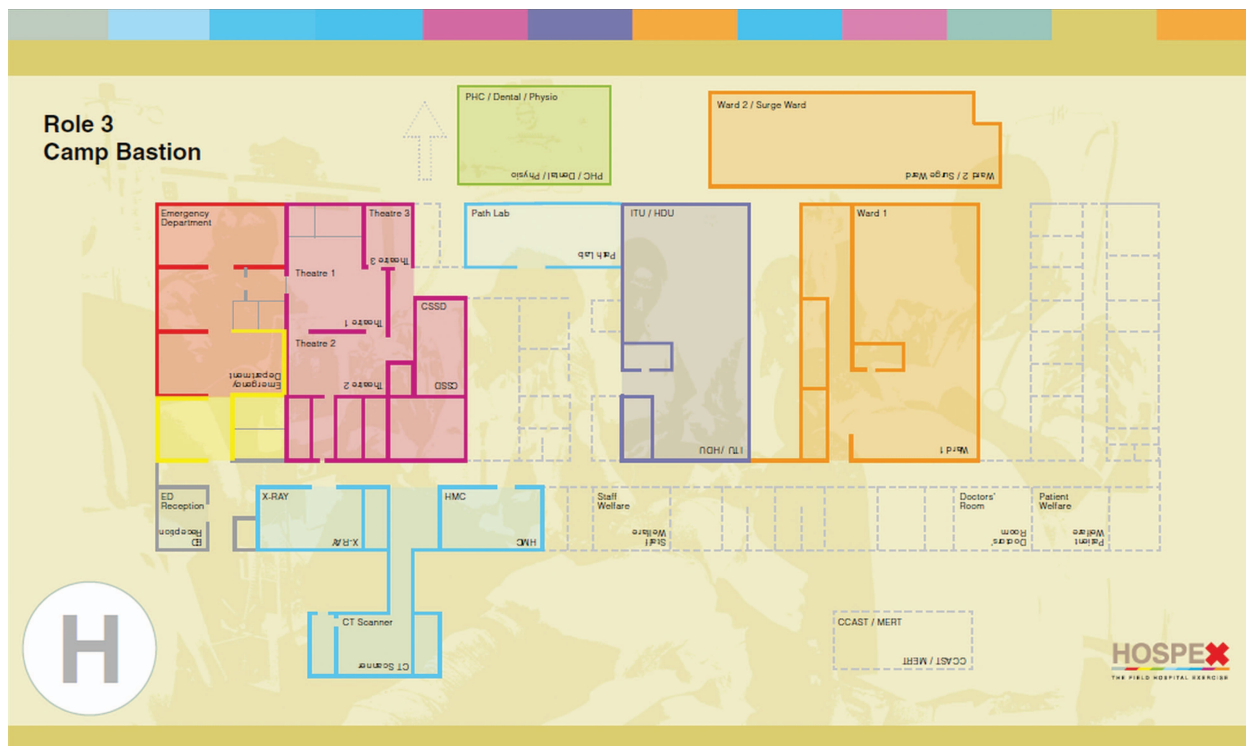 Role 3
Camp Bastion
PHC / Dental / Physio
PHC / Dental / Physio
Ward 2 / Surge Ward
Ward 2 / Surge Ward
Emergency
Department
Emergency
Department
Theatre 3
Theatre 3
Theatre 1
Theatre 1
Theatre 2
Theatre 2
CSSD
CSSD
Path Lab
Path Lab
ITU / HDU
ITU / HDU
Ward 1
Ward 1
ED
Reception
ED
Reception
X-RAY
X-RAY
HMC
HMC
Staff
Welfare
Staff
Welfare
Doctors'
Room
Doctors'
Room
Patient
Welfare
Patient
Welfare
CT Scanner
CT Scanner
CCAST / MERT
CCAST / MERT
H
HOSPEX
THE FIELD HOSPITAL EXERCISE